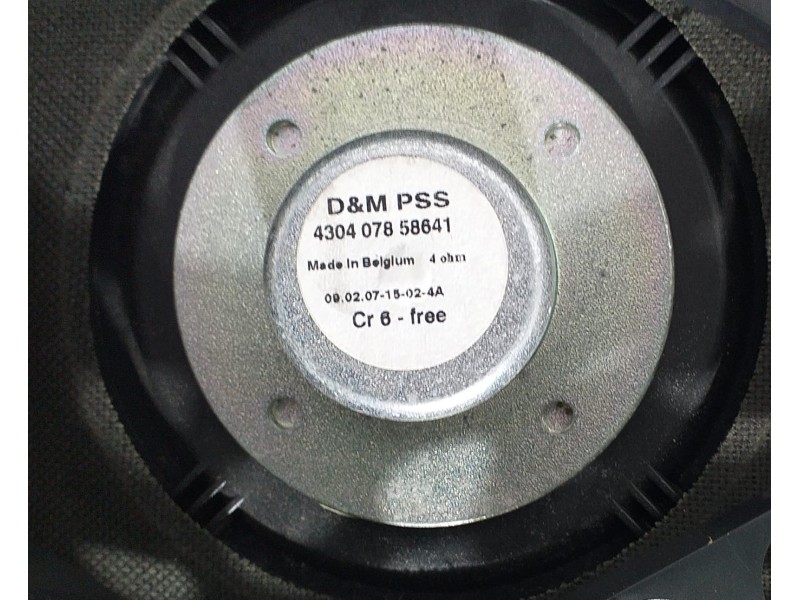 D&M PSS
4304 078 58641
Made in Belgium 4 ohm
09.02.07-15-02-4A
Cr 6 - free